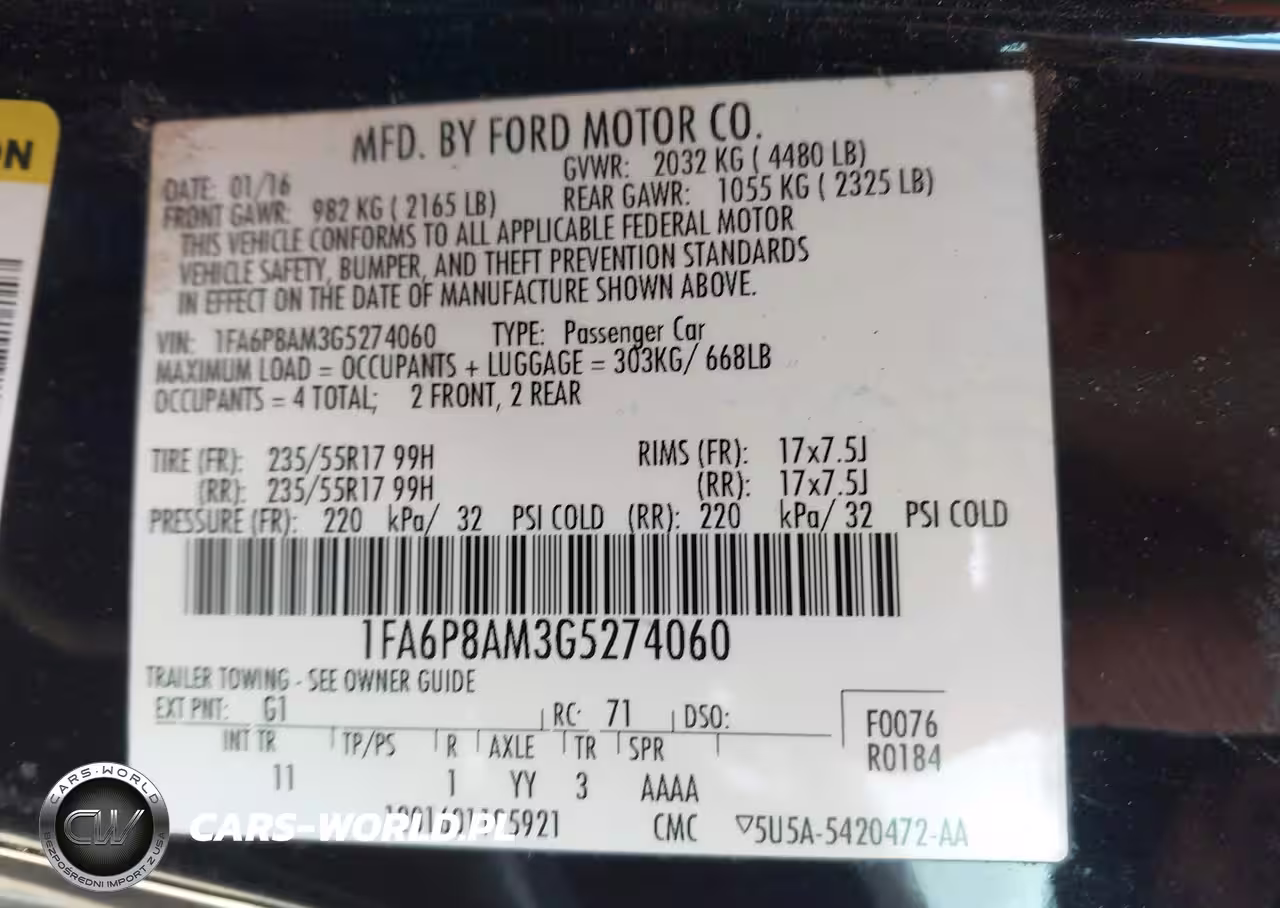 ON
MFD. BY FORD MOTOR CO.
DATE: 01/16 GVWR: 2032 KG ( 4480 LB)
FRONT GAWR: 982 KG ( 2165 LB) REAR GAWR: 1055 KG ( 2325 LB)
THIS VEHICLE CONFORMS TO ALL APPLICABLE FEDERAL MOTOR
VEHICLE SAFETY, BUMPER, AND THEFT PREVENTION STANDARDS
IN EFFECT ON THE DATE OF MANUFACTURE SHOWN ABOVE.
VIN: 1FA6P8AM3G5274060 TYPE: Passenger Car
MAXIMUM LOAD = OCCUPANTS + LUGGAGE = 303KG/ 668LB
OCCUPANTS = 4 TOTAL; 2 FRONT, 2 REAR
TIRE (FR): 235/55R17 99H RIMS (FR): 17x7.5J
(RR): 235/55R17 99H (RR): 17x7.5J
PRESSURE (FR): 220 kPa/ 32 PSI COLD (RR): 220 kPa/ 32 PSI COLD
1FA6P8AM3G5274060
TRAILER TOWING - SEE OWNER GUIDE
EXT PNT: G1 RC: 71 DSO: F0076
INT TR TP/PS R AXLE TR SPR R0184
11 1 YY 3 AAAA
CMC ▽5U5A-5420472-AA
CARS-WORLD
CW
BEZPOŚREDNI IMPORT Z USA
CARS-WORLD.PL